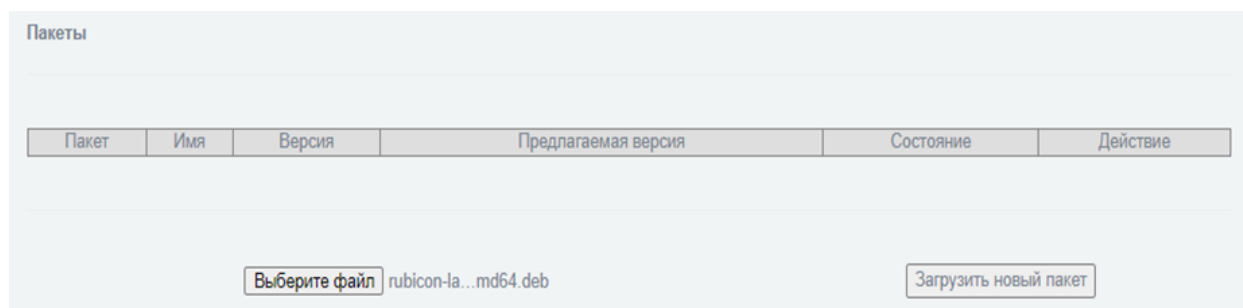 Пакеты
Пакет Имя Версия Предлагаемая версия Состояние Действие
Выберите файл rubicon-la...md64.deb Загрузить новый пакет